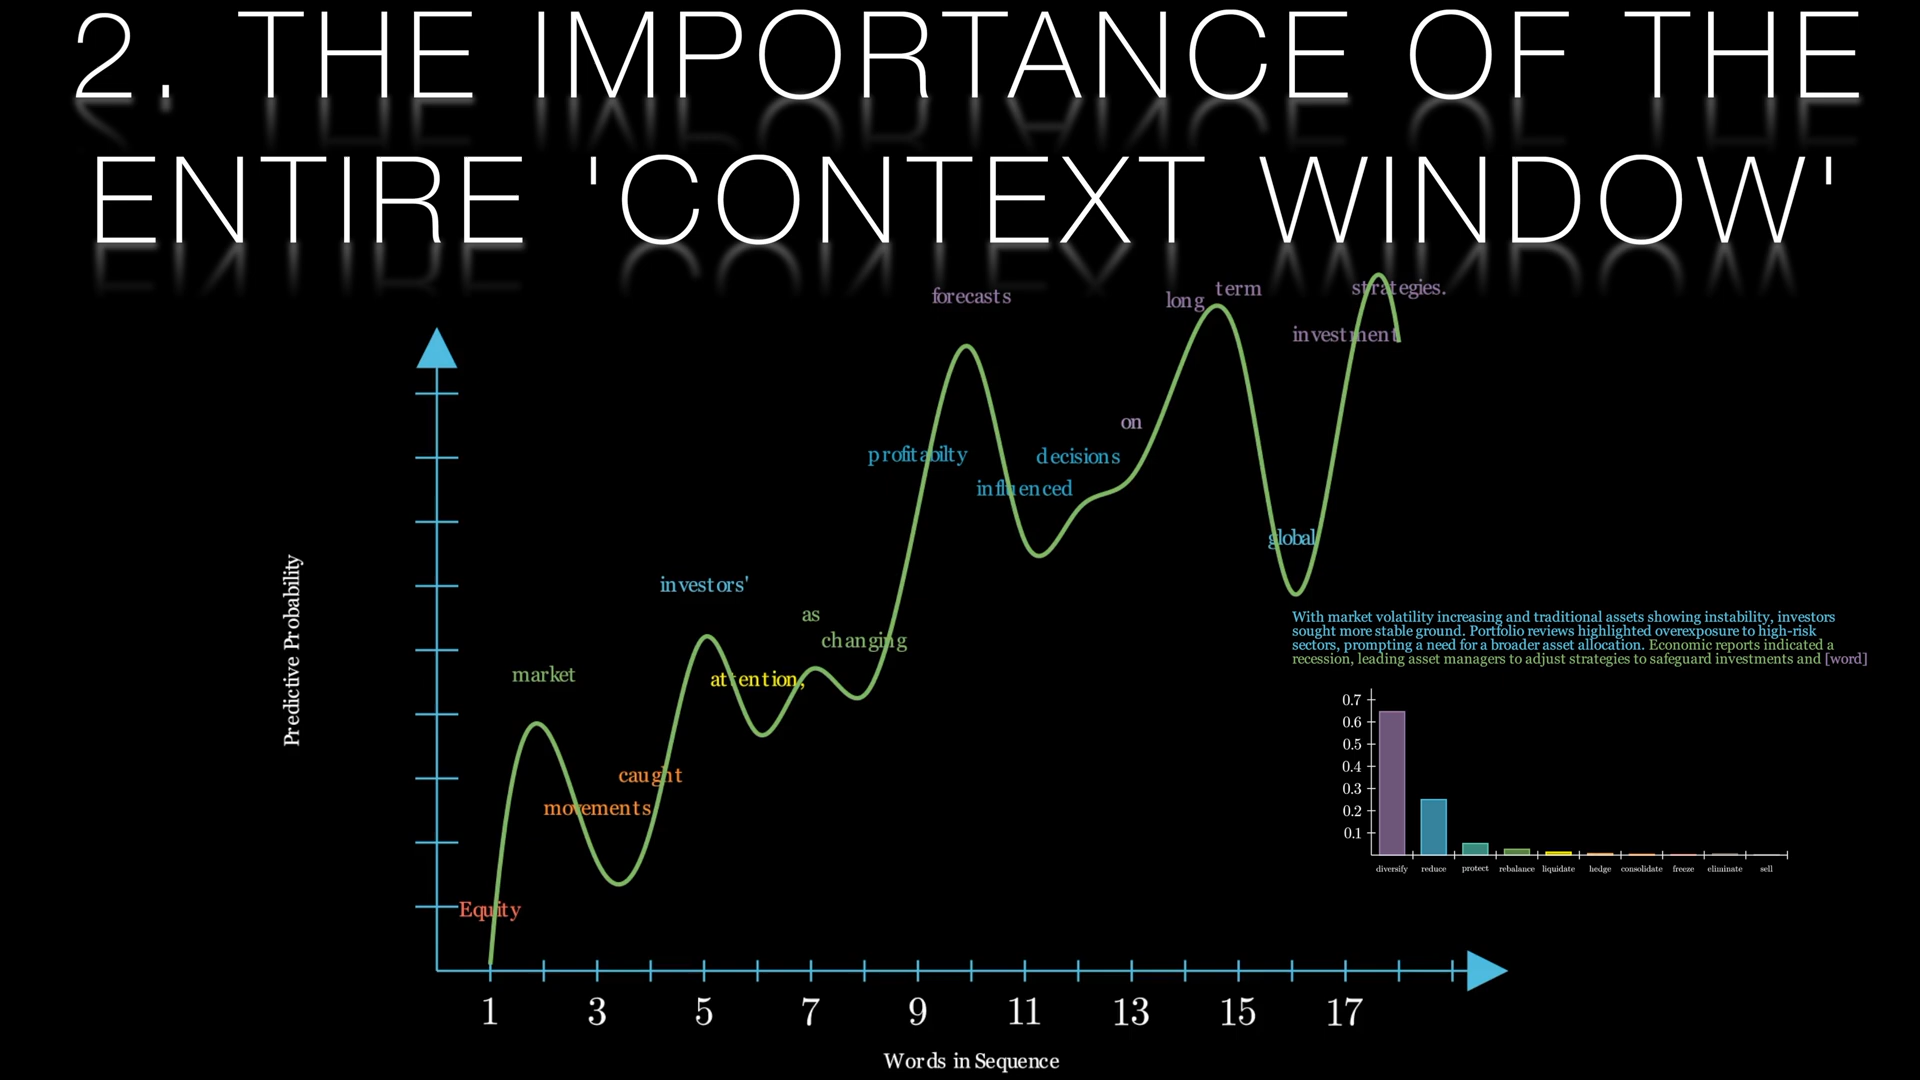 2. THE IMPORTANCE OF THE
ENTIRE 'CONTEXT WINDOW'
Predictive Probability
Equity
market
movements
caught
investors'
attention,
as
changing
profitabilty
forecasts
influenced
decisions
on
long
term
global
investment
strategies.
1 3 5 7 9 11 13 15 17
Words in Sequence
With market volatility increasing and traditional assets showing instability, investors
sought more stable ground. Portfolio reviews highlighted overexposure to high-risk
sectors, prompting a need for a broader asset allocation. Economic reports indicated a
recession, leading asset managers to adjust strategies to safeguard investments and [word]
0.7
0.6
0.5
0.4
0.3
0.2
0.1
diversify reduce protect rebalance liquidate hedge consolidate freeze eliminate sell